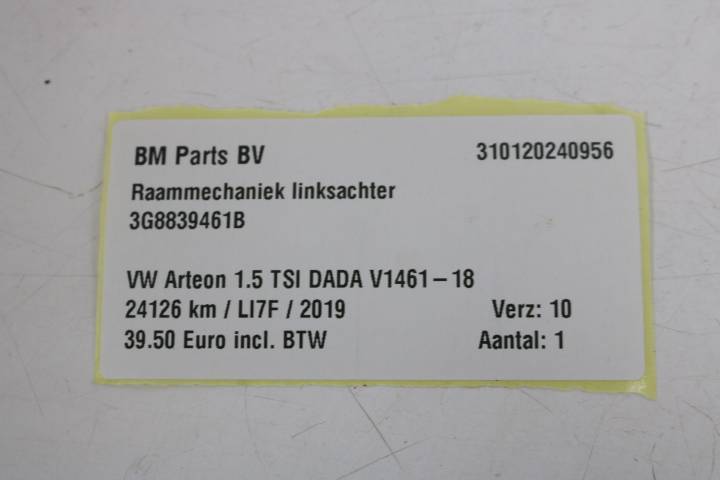 BM Parts BV 310120240956
Raammechaniek linksachter
3G8839461B
VW Arteon 1.5 TSI DADA V1461-18
24126 km / LI7F / 2019 Verz: 10
39.50 Euro incl. BTW Aantal: 1